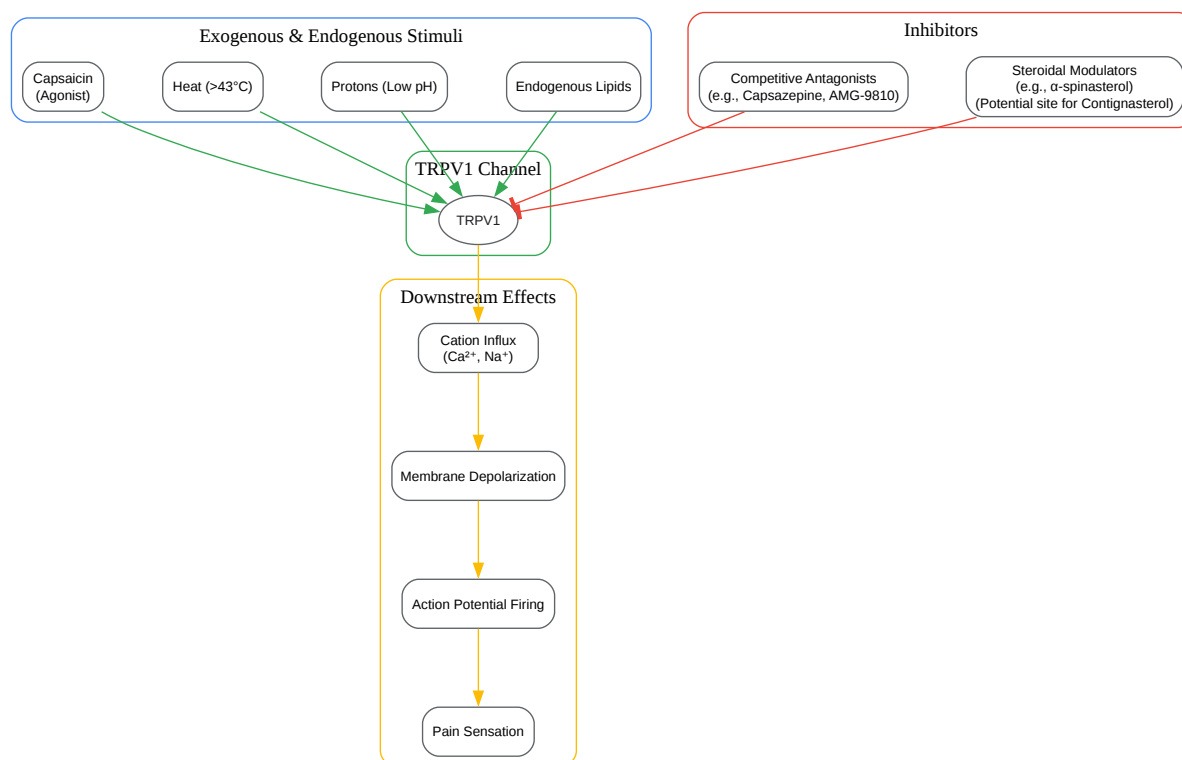 Exogenous & Endogenous Stimuli
Capsaicin
(Agonist)
Heat (>43°C)
Protons (Low pH)
Endogenous Lipids
Inhibitors
Competitive Antagonists
(e.g., Capsazepine, AMG-9810)
Steroidal Modulators
(e.g., α-spinasterol)
(Potential site for Contignasterol)
TRPV1 Channel
TRPV1
Downstream Effects
Cation Influx
(Ca²⁺, Na⁺)
Membrane Depolarization
Action Potential Firing
Pain Sensation